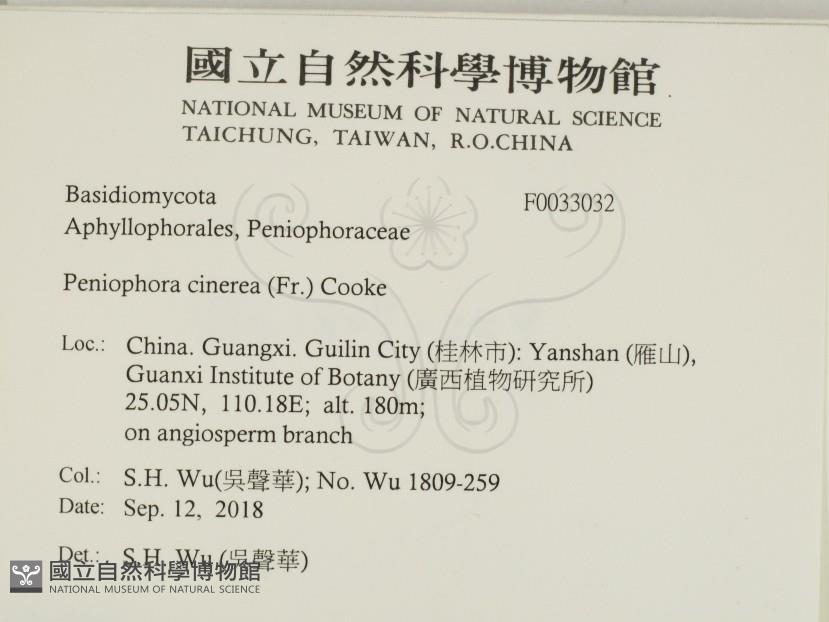 國立自然科學博物館
NATIONAL MUSEUM OF NATURAL SCIENCE
TAICHUNG, TAIWAN, R.O.CHINA
Basidiomycota F0033032
Aphyllophorales, Peniophoraceae
Peniophora cinerea (Fr.) Cooke
Loc.: China. Guangxi. Guilin City (桂林市): Yanshan (雁山),
Guanxi Institute of Botany (廣西植物研究所)
25.05N, 110.18E; alt. 180m;
on angiosperm branch
Col.: S.H. Wu(吳聲華); No. Wu 1809-259
Date: Sep. 12, 2018
Det.: S.H. Wu (吳聲華)
國立自然科學博物館
NATIONAL MUSEUM OF NATURAL SCIENCE